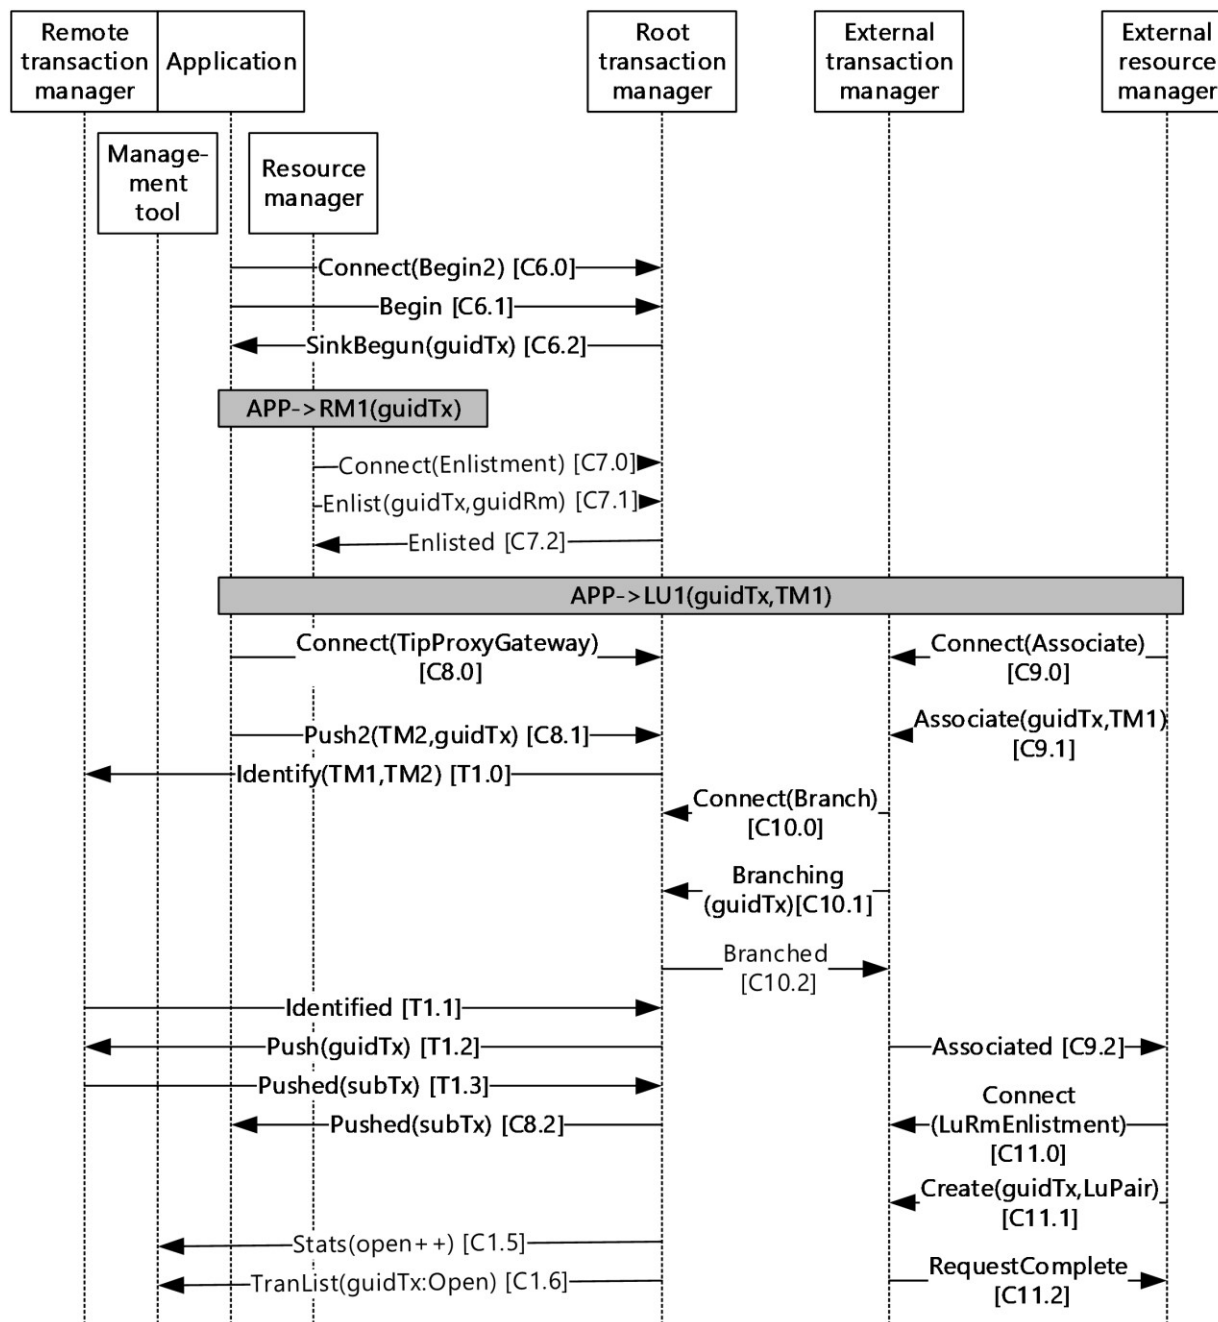 Remote
transaction
manager
Application
Root
transaction
manager
External
transaction
manager
External
resource
manager
Manage-
ment
tool
Resource
manager
Connect(Begin2) [C6.0]
Begin [C6.1]
SinkBegun(guidTx) [C6.2]
APP->RM1(guidTx)
Connect(Enlistment) [C7.0]
Enlist(guidTx,guidRm) [C7.1]
Enlisted [C7.2]
APP->LU1(guidTx,TM1)
Connect(TipProxyGateway)
[C8.0]
Connect(Associate)
[C9.0]
Push2(TM2,guidTx) [C8.1]
Associate(guidTx,TM1)
[C9.1]
Identify(TM1,TM2) [T1.0]
Connect(Branch)
[C10.0]
Branching
(guidTx)[C10.1]
Branched
[C10.2]
Identified [T1.1]
Push(guidTx) [T1.2]
Associated [C9.2]
Pushed(subTx) [T1.3]
Pushed(subTx) [C8.2]
Connect
(LuRmEnlistment)
[C11.0]
Create(guidTx,LuPair)
[C11.1]
Stats(open++) [C1.5]
TranList(guidTx:Open) [C1.6]
RequestComplete
[C11.2]